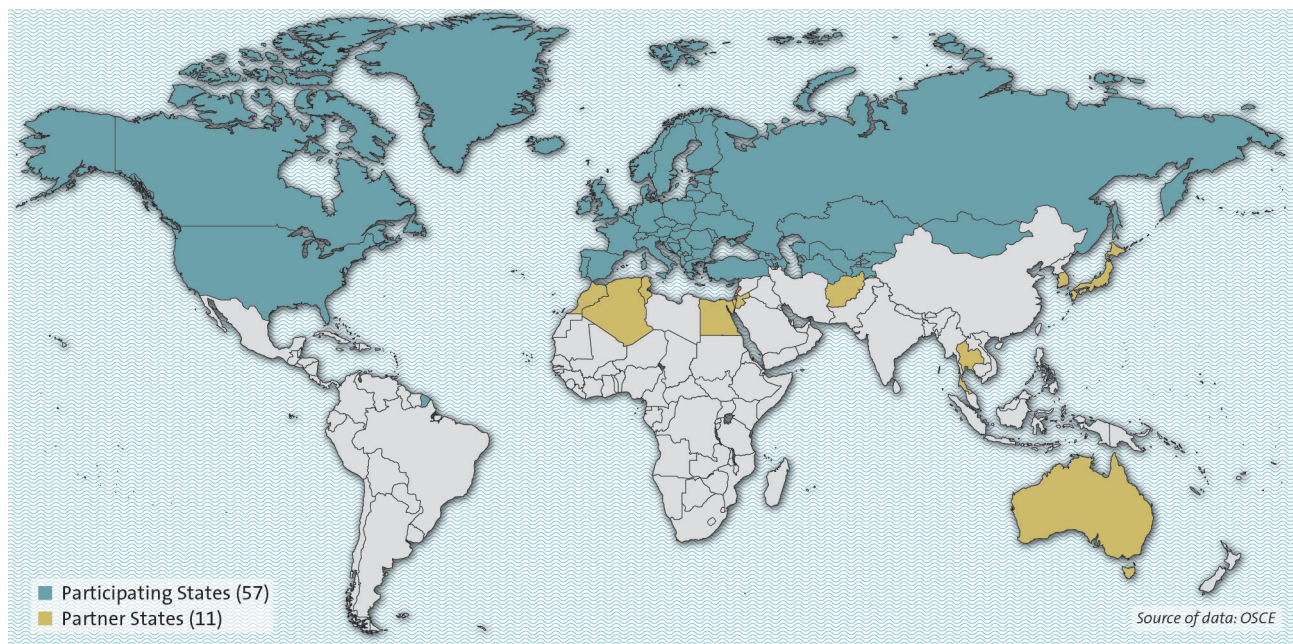 Participating States (57)
Partner States (11)
Source of data: OSCE